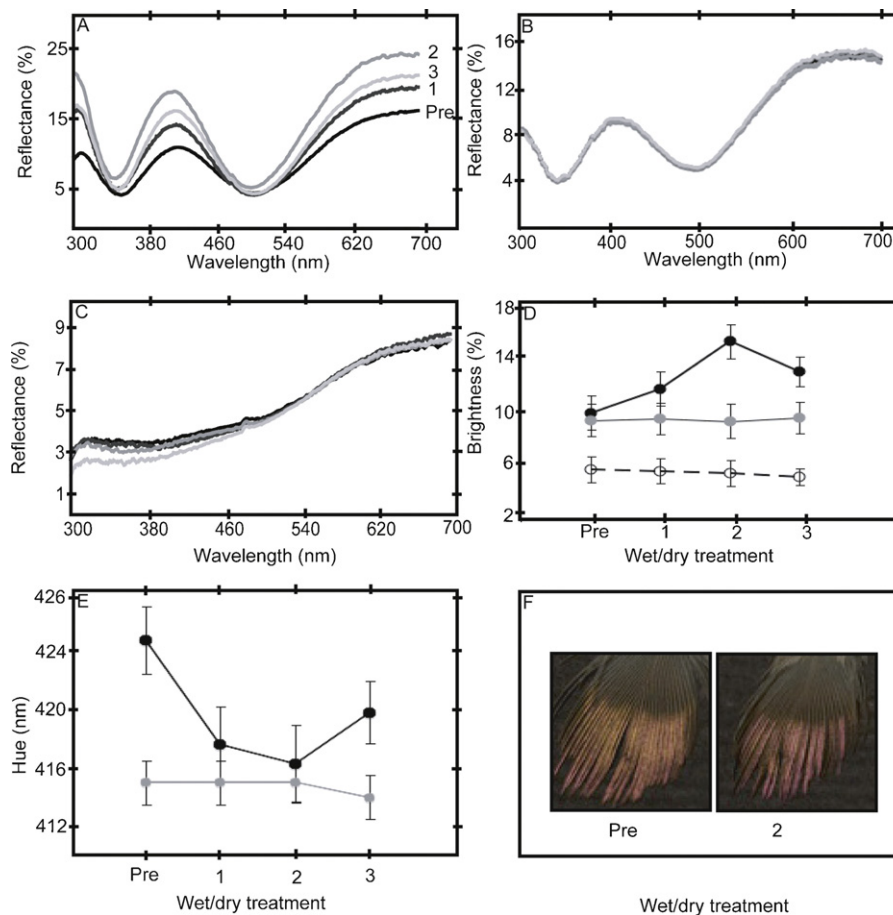 A
Reflectance (%)
25
15
5
2
3
1
Pre
300 380 460 540 620 700
Wavelength (nm)
B
Reflectance (%)
16
12
8
4
300 400 500 600 700
Wavelength (nm)
C
Reflectance (%)
9
7
5
3
1
300 380 460 540 620 700
Wavelength (nm)
D
Brightness (%)
18
14
10
6
2
Pre 1 2 3
Wet/dry treatment
E
Hue (nm)
426
424
420
416
412
Pre 1 2 3
Wet/dry treatment
F
Pre 2
Wet/dry treatment